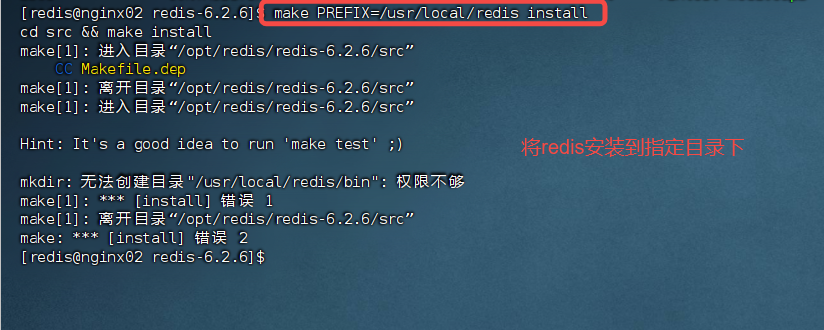 [redis@nginx02 redis-6.2.6]$ make PREFIX=/usr/local/redis install
cd src && make install
make[1]: 进入目录“/opt/redis/redis-6.2.6/src”
CC Makefile.dep
make[1]: 离开目录“/opt/redis/redis-6.2.6/src”
make[1]: 进入目录“/opt/redis/redis-6.2.6/src”
Hint: It's a good idea to run 'make test' ;)
将redis安装到指定目录下
mkdir: 无法创建目录"/usr/local/redis/bin": 权限不够
make[1]: *** [install] 错误 1
make[1]: 离开目录“/opt/redis/redis-6.2.6/src”
make: *** [install] 错误 2
[redis@nginx02 redis-6.2.6]$